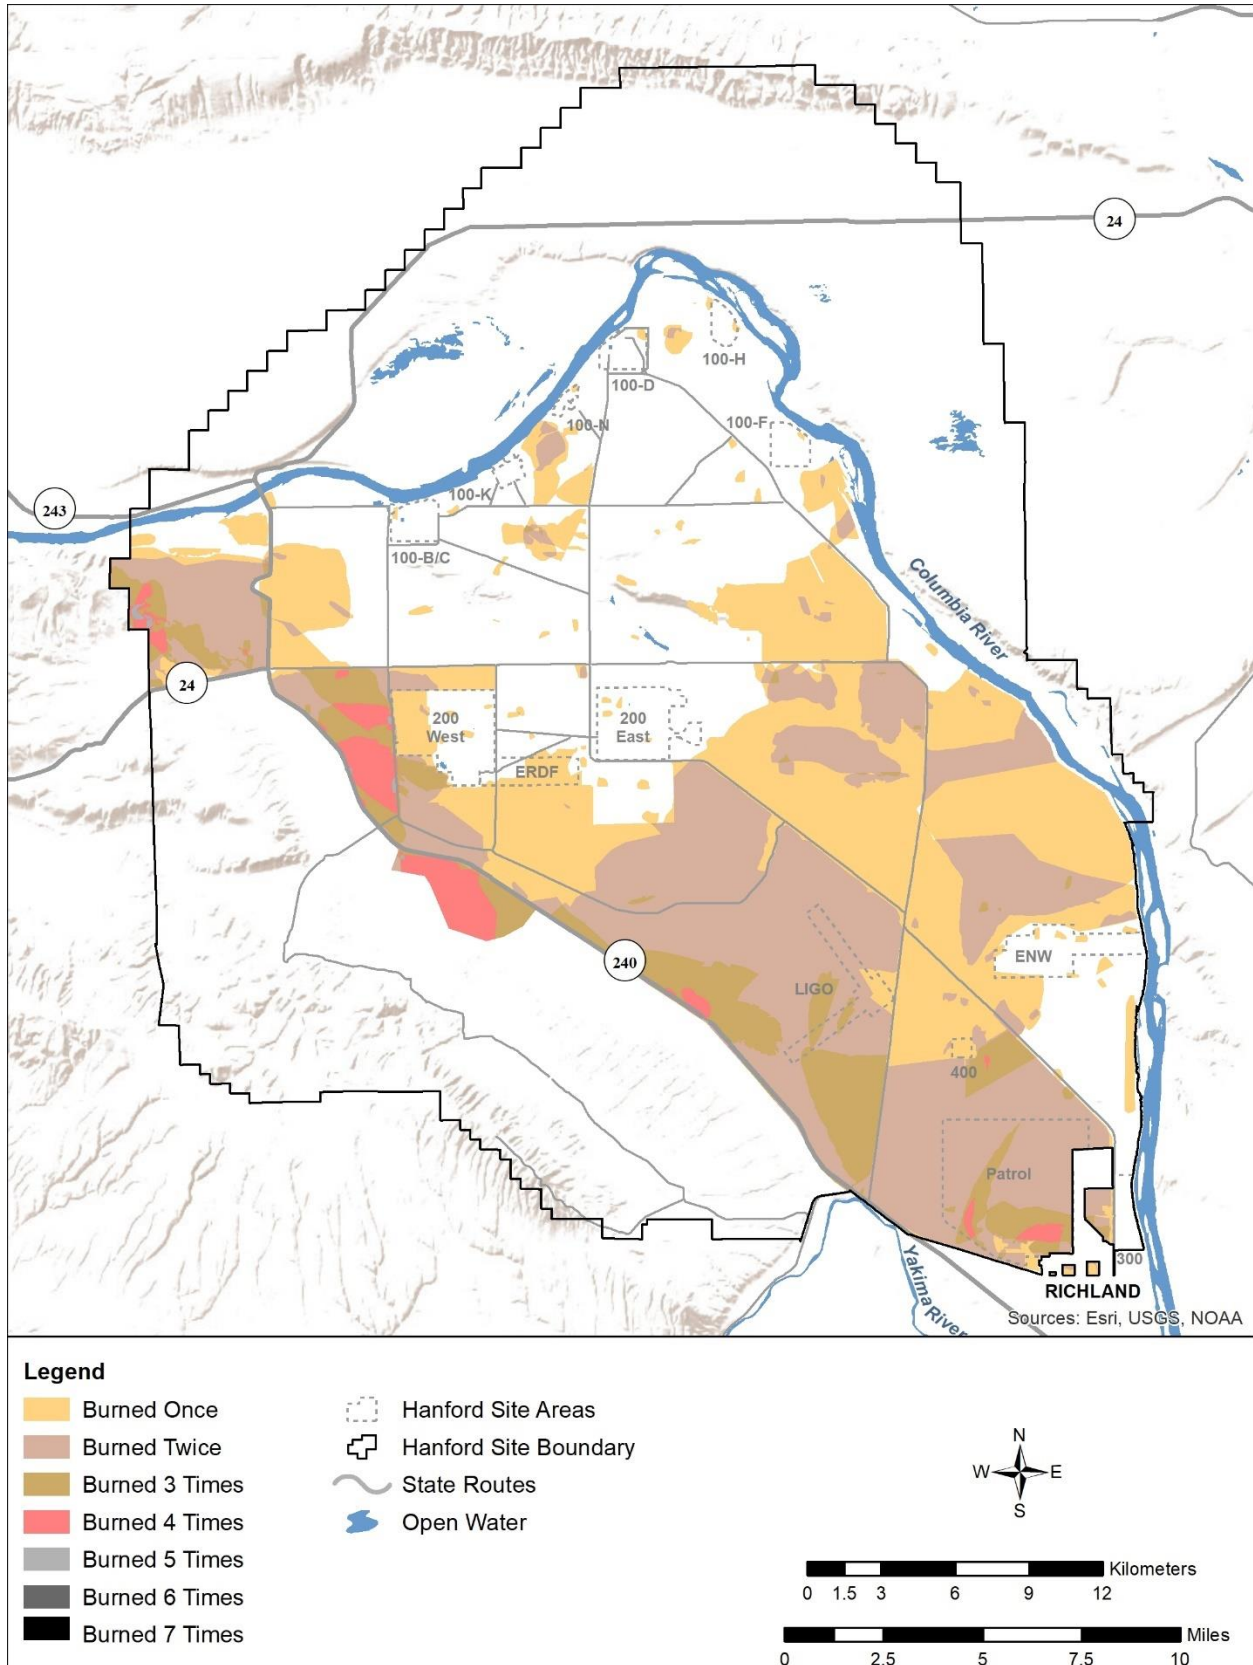 24
100-H
100-D
100-F
100-N
100-K
243
100-B/C
Columbia River
24
200
West
200
East
ERDF
240
LIGO
ENW
400
Patrol
300
RICHLAND
Yakima River
Sources: Esri, USGS, NOAA
Legend
Burned Once
Burned Twice
Burned 3 Times
Burned 4 Times
Burned 5 Times
Burned 6 Times
Burned 7 Times
Hanford Site Areas
Hanford Site Boundary
State Routes
Open Water
N
W E
S
Kilometers
0 1.5 3 6 9 12
Miles
0 2.5 5 7.5 10